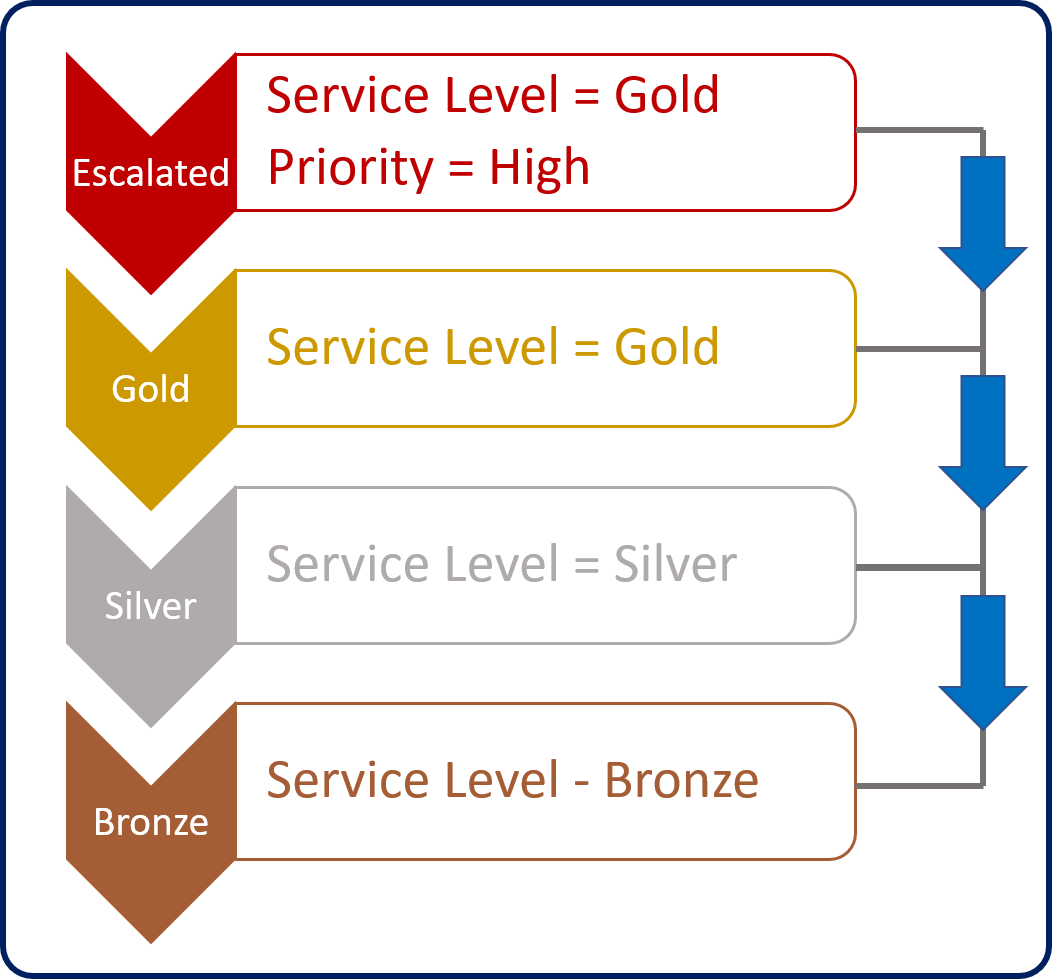 Service Level = Gold
Priority = High
Escalated
Service Level = Gold
Gold
Service Level = Silver
Silver
Service Level - Bronze
Bronze